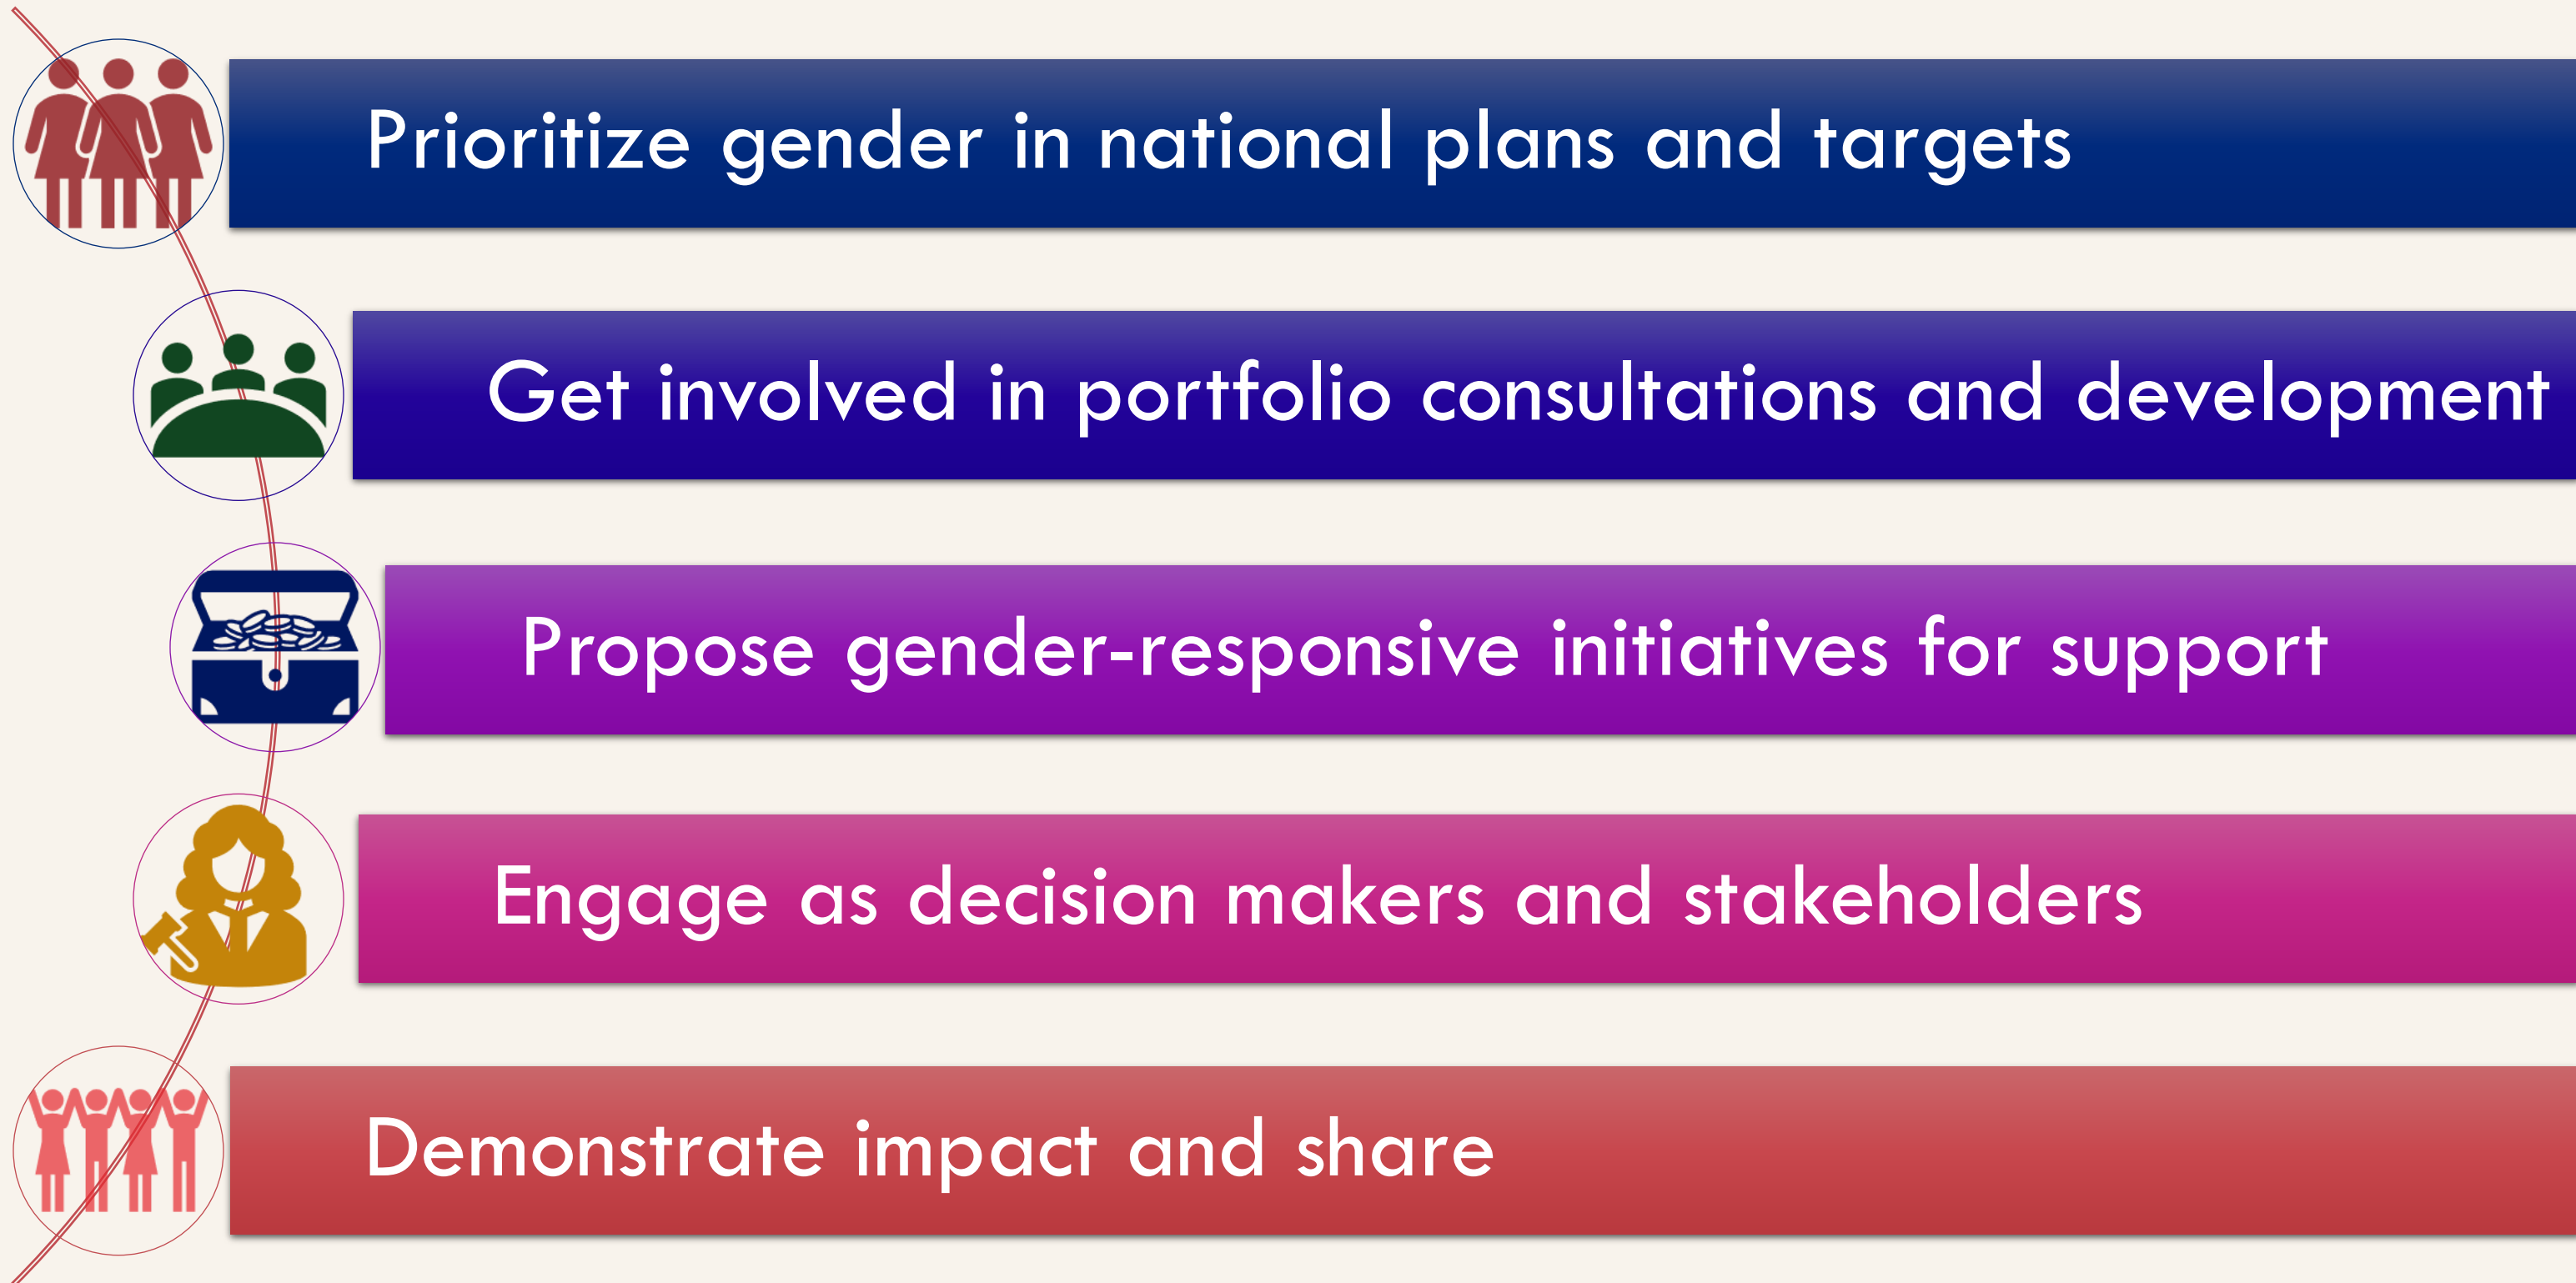 Prioritize gender in national plans and targets
Get involved in portfolio consultations and development
Propose gender-responsive initiatives for support
Engage as decision makers and stakeholders
Demonstrate impact and share